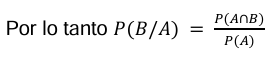 Por lo tanto P(B/A) = P(A∩B)/P(A)